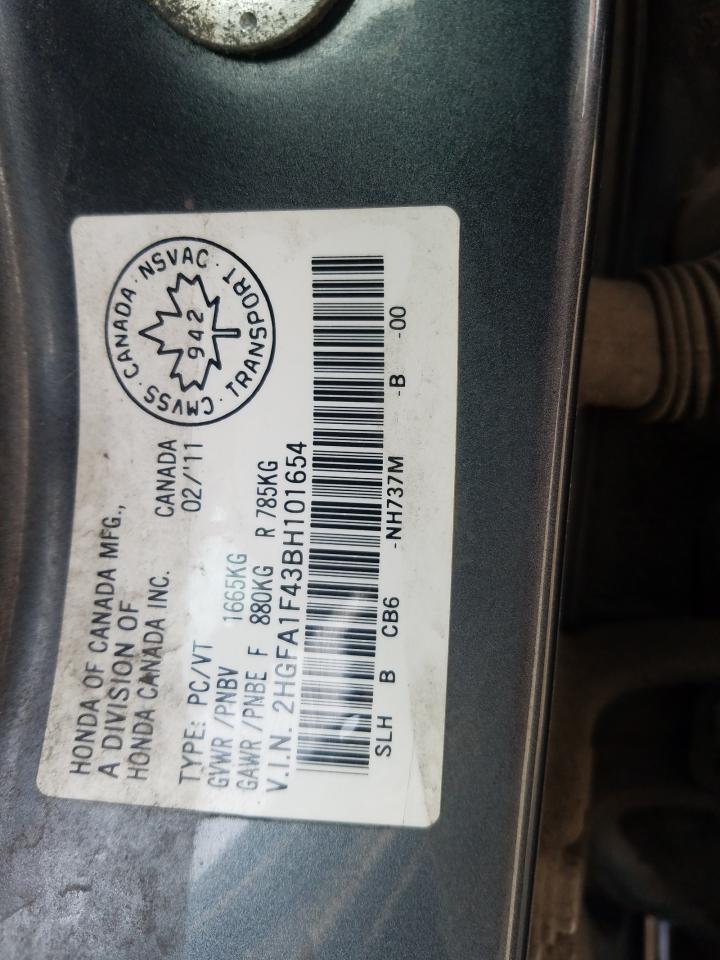 HONDA OF CANADA MFG.,
A DIVISION OF
HONDA CANADA INC.
CANADA
02/'11
TYPE: PC/VT
GVWR /PNBV 1665KG
GAWR /PNBE F 880KG R 785KG
V.I.N. 2HGFA1F43BH101654
SLH B CB6 -NH737M -B -00
CANADA · NSVAC · TRANSPORT · CMVSS ·
942